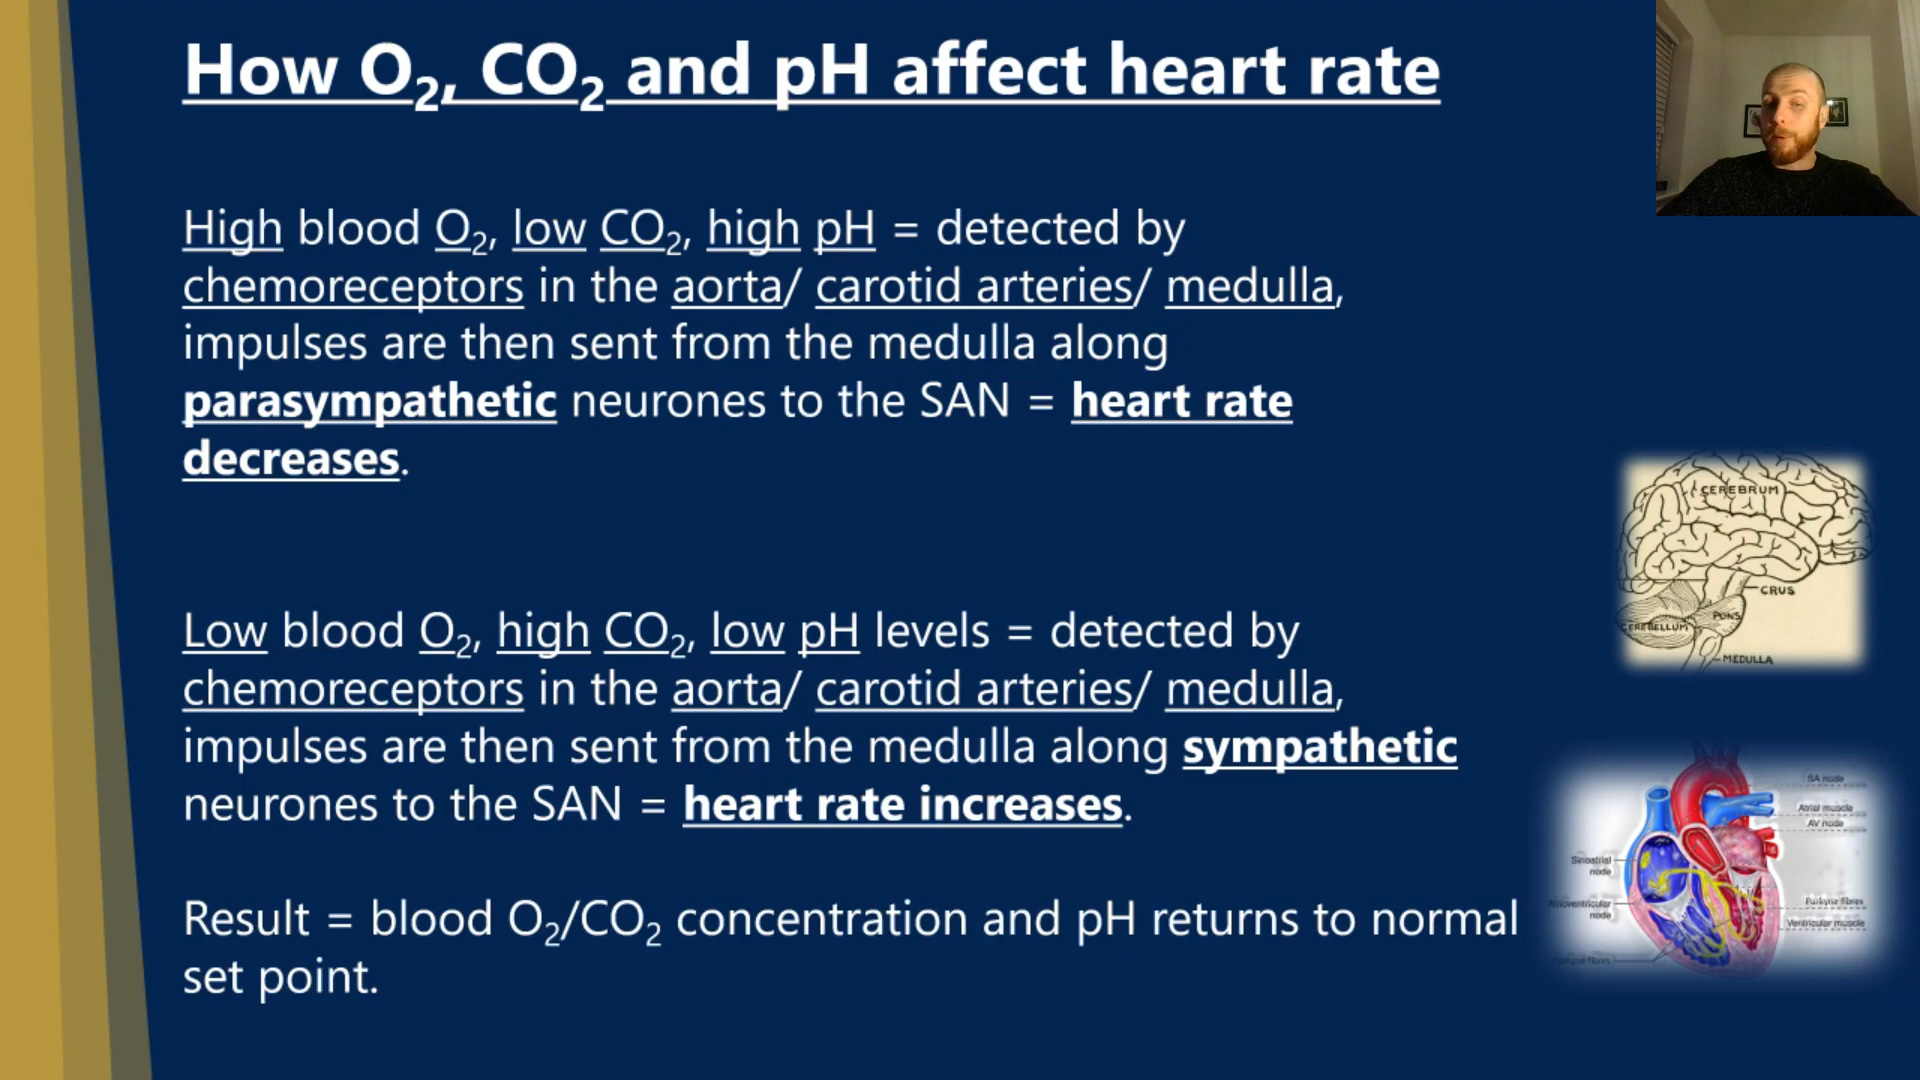 How O₂, CO₂ and pH affect heart rate
High blood O₂, low CO₂, high pH = detected by
chemoreceptors in the aorta/ carotid arteries/ medulla,
impulses are then sent from the medulla along
parasympathetic neurones to the SAN = heart rate
decreases.
Low blood O₂, high CO₂, low pH levels = detected by
chemoreceptors in the aorta/ carotid arteries/ medulla,
impulses are then sent from the medulla along sympathetic
neurones to the SAN = heart rate increases.
Result = blood O₂/CO₂ concentration and pH returns to normal
set point.
CEREBRUM
CRUS
PONS
CEREBELLUM
MEDULLA
SA node
Atrial muscle
AV node
Sinoatrial
node
Atrioventricular
node
Purkyne fibres
Ventricular muscle
Purkyne fibres